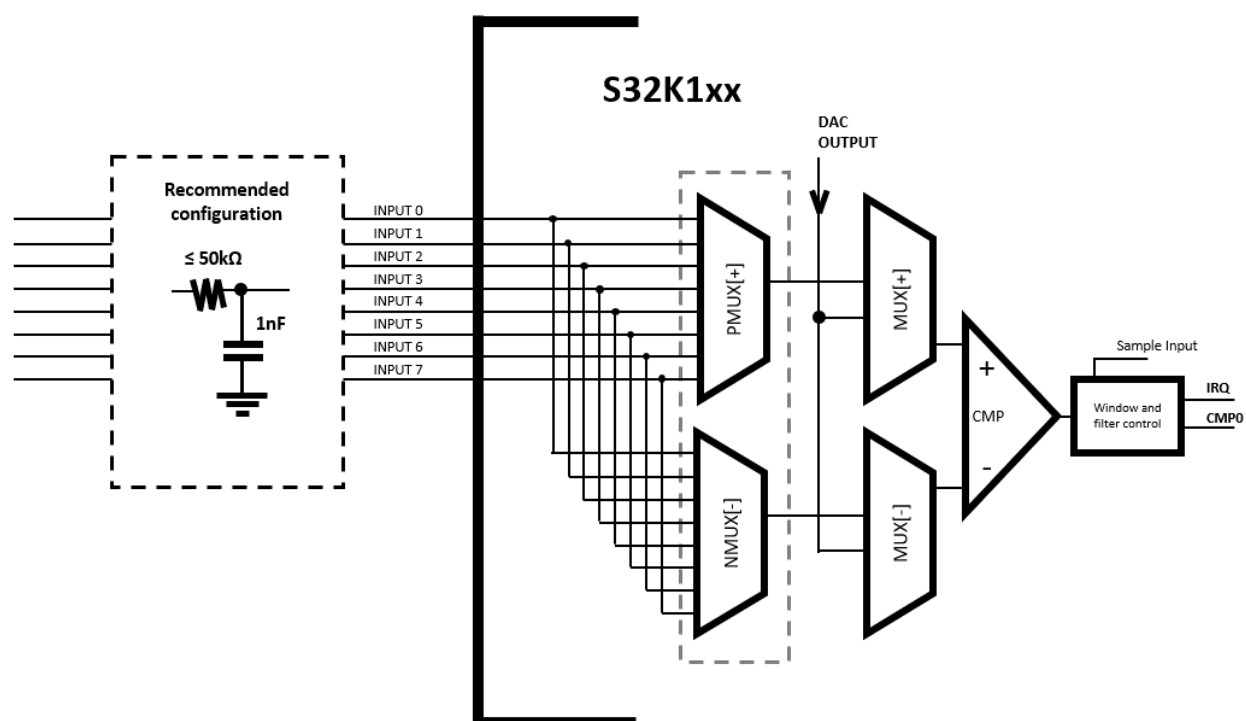 S32K1xx
DAC
OUTPUT
Recommended
configuration
≤ 50kΩ
1nF
INPUT 0
INPUT 1
INPUT 2
INPUT 3
INPUT 4
INPUT 5
INPUT 6
INPUT 7
PMUX[+]
MUX[+]
NMUX[-]
MUX[-]
+
CMP
-
Sample Input
Window and
filter control
IRQ
CMP0